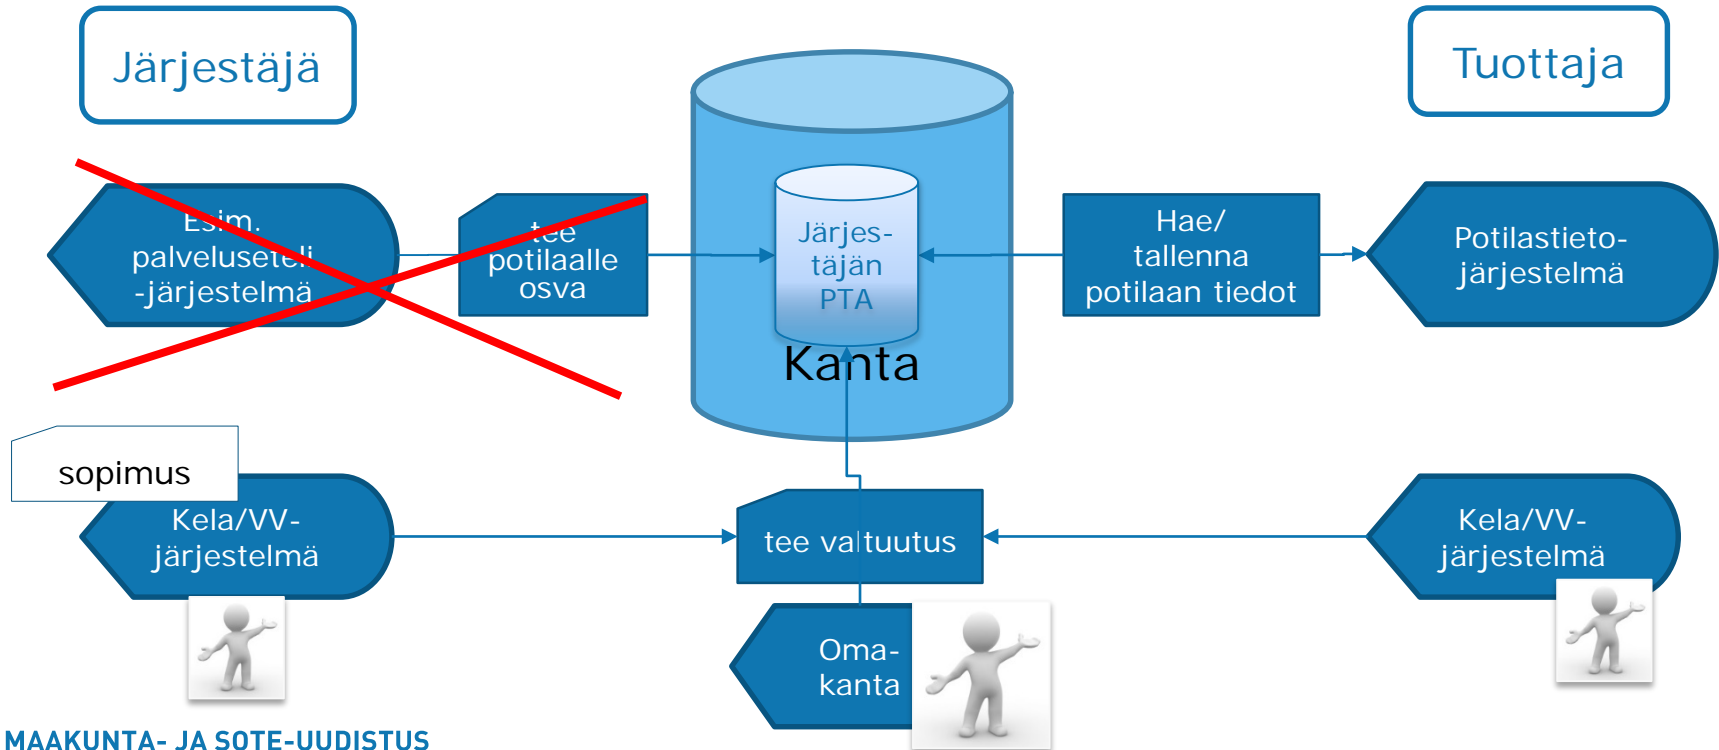 Järjestäjä
Tuottaja
Esim.
palveluseteli
-järjestelmä
tee
potilaalle
osva
Järjes-
täjän
PTA
Kanta
Hae/
tallenna
potilaan tiedot
Potilastieto-
järjestelmä
sopimus
Kela/VV-
järjestelmä
tee valtuutus
Kela/VV-
järjestelmä
Oma-
kanta
MAAKUNTA- JA SOTE-UUDISTUS